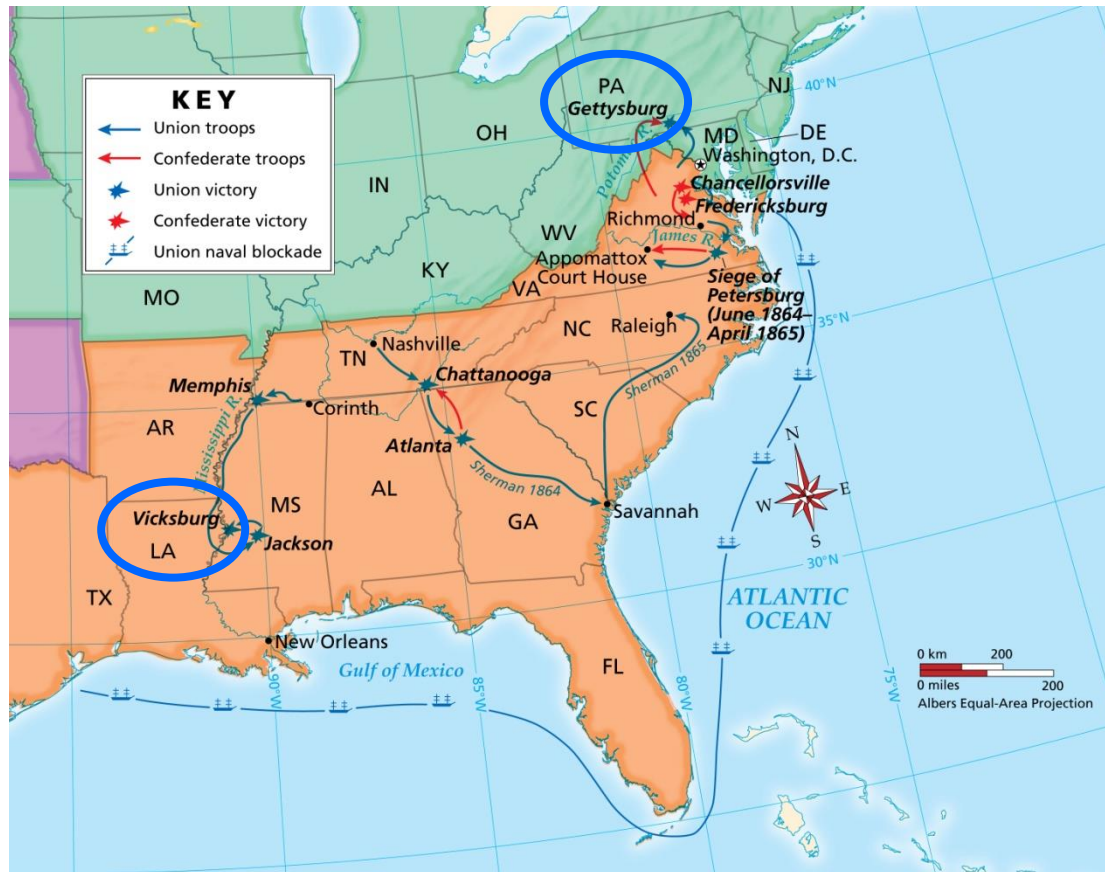 KEY
Union troops
Confederate troops
Union victory
Confederate victory
Union naval blockade
PA
Gettysburg
NJ
40°N
OH
MD
DE
Washington, D.C.
Potomac R.
IN
Chancellorsville
Fredericksburg
Richmond
WV
James R.
Appomattox
Court House
KY
VA
MO
Siege of
Petersburg
(June 1864–
April 1865)
35°N
NC
Raleigh
TN
Nashville
Sherman 1865
Memphis
Chattanooga
Corinth
SC
AR
Mississippi R.
Atlanta
N
W
E
S
Sherman 1864
AL
MS
GA
Savannah
Vicksburg
LA
Jackson
30°N
TX
ATLANTIC
OCEAN
New Orleans
Gulf of Mexico
FL
90°W
85°W
80°W
75°W
0 km 200
0 miles 200
Albers Equal-Area Projection